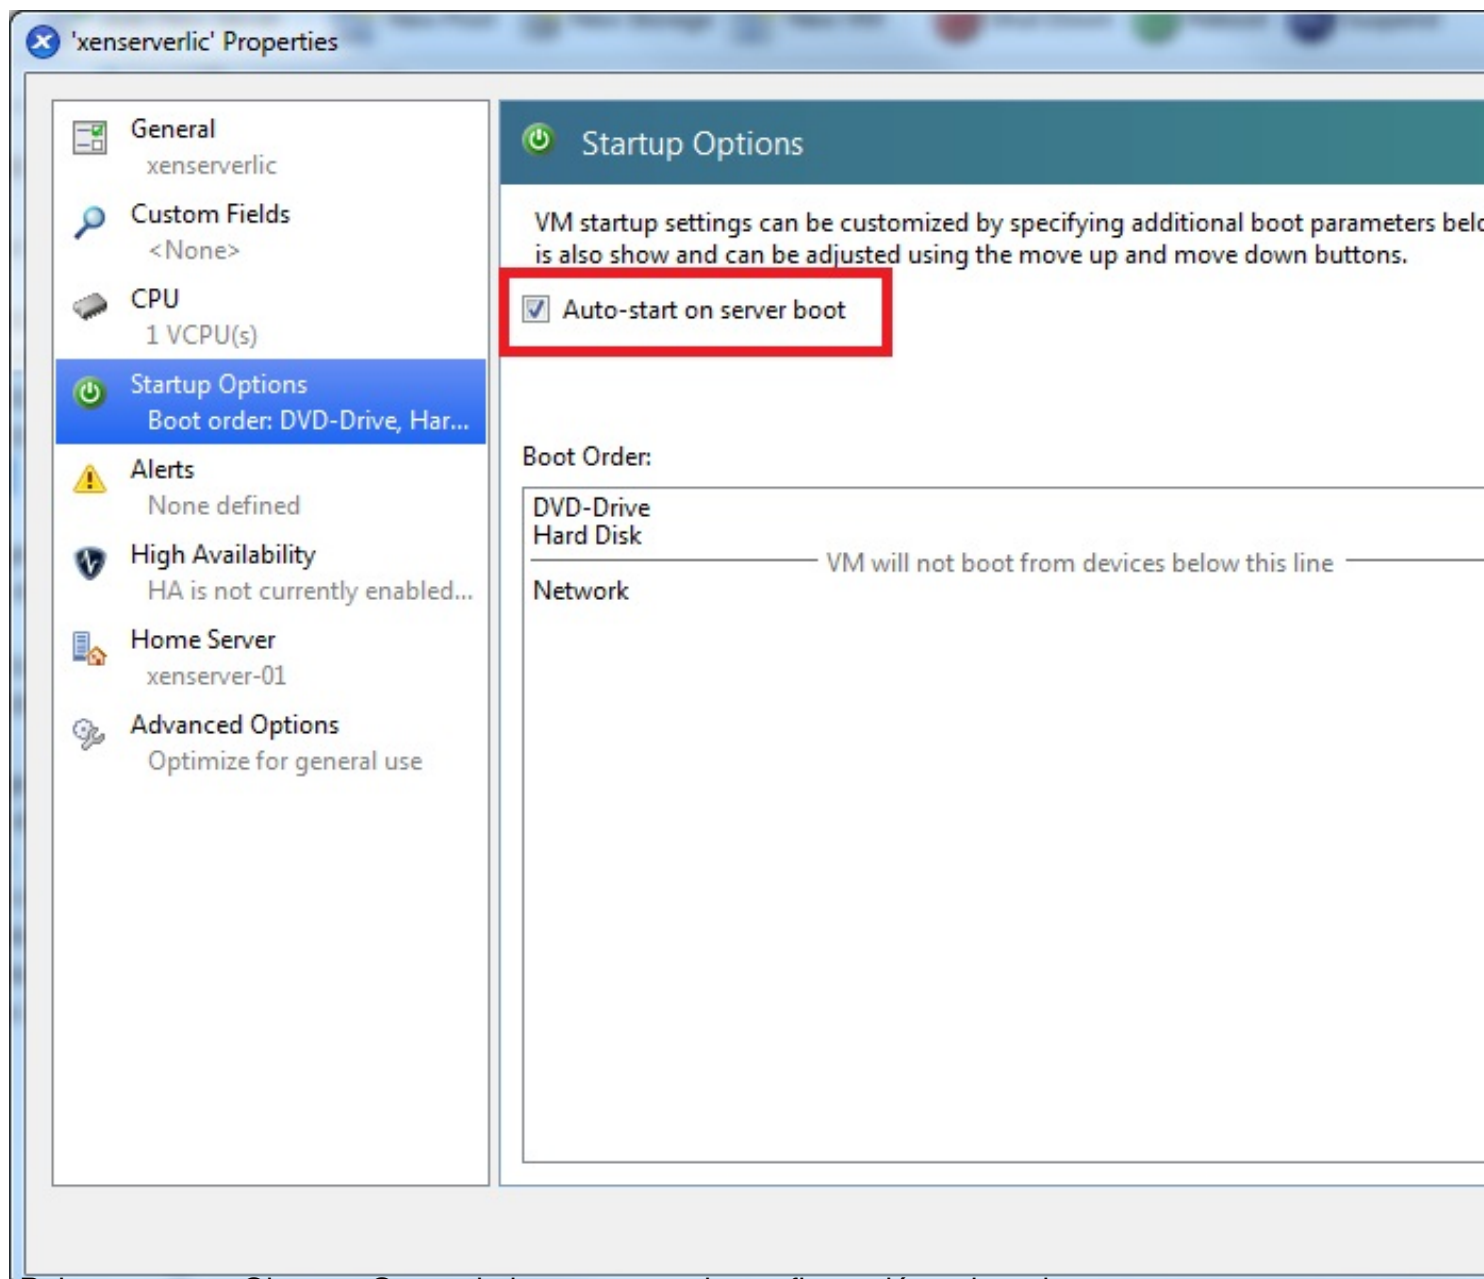 'xenserverlic' Properties
General
xenserverlic
Custom Fields
<None>
CPU
1 VCPU(s)
Startup Options
Boot order: DVD-Drive, Har...
Alerts
None defined
High Availability
HA is not currently enabled...
Home Server
xenserver-01
Advanced Options
Optimize for general use
Startup Options
VM startup settings can be customized by specifying additional boot parameters belo
is also show and can be adjusted using the move up and move down buttons.
Auto-start on server boot
Boot Order:
DVD-Drive
Hard Disk
VM will not boot from devices below this line
Network